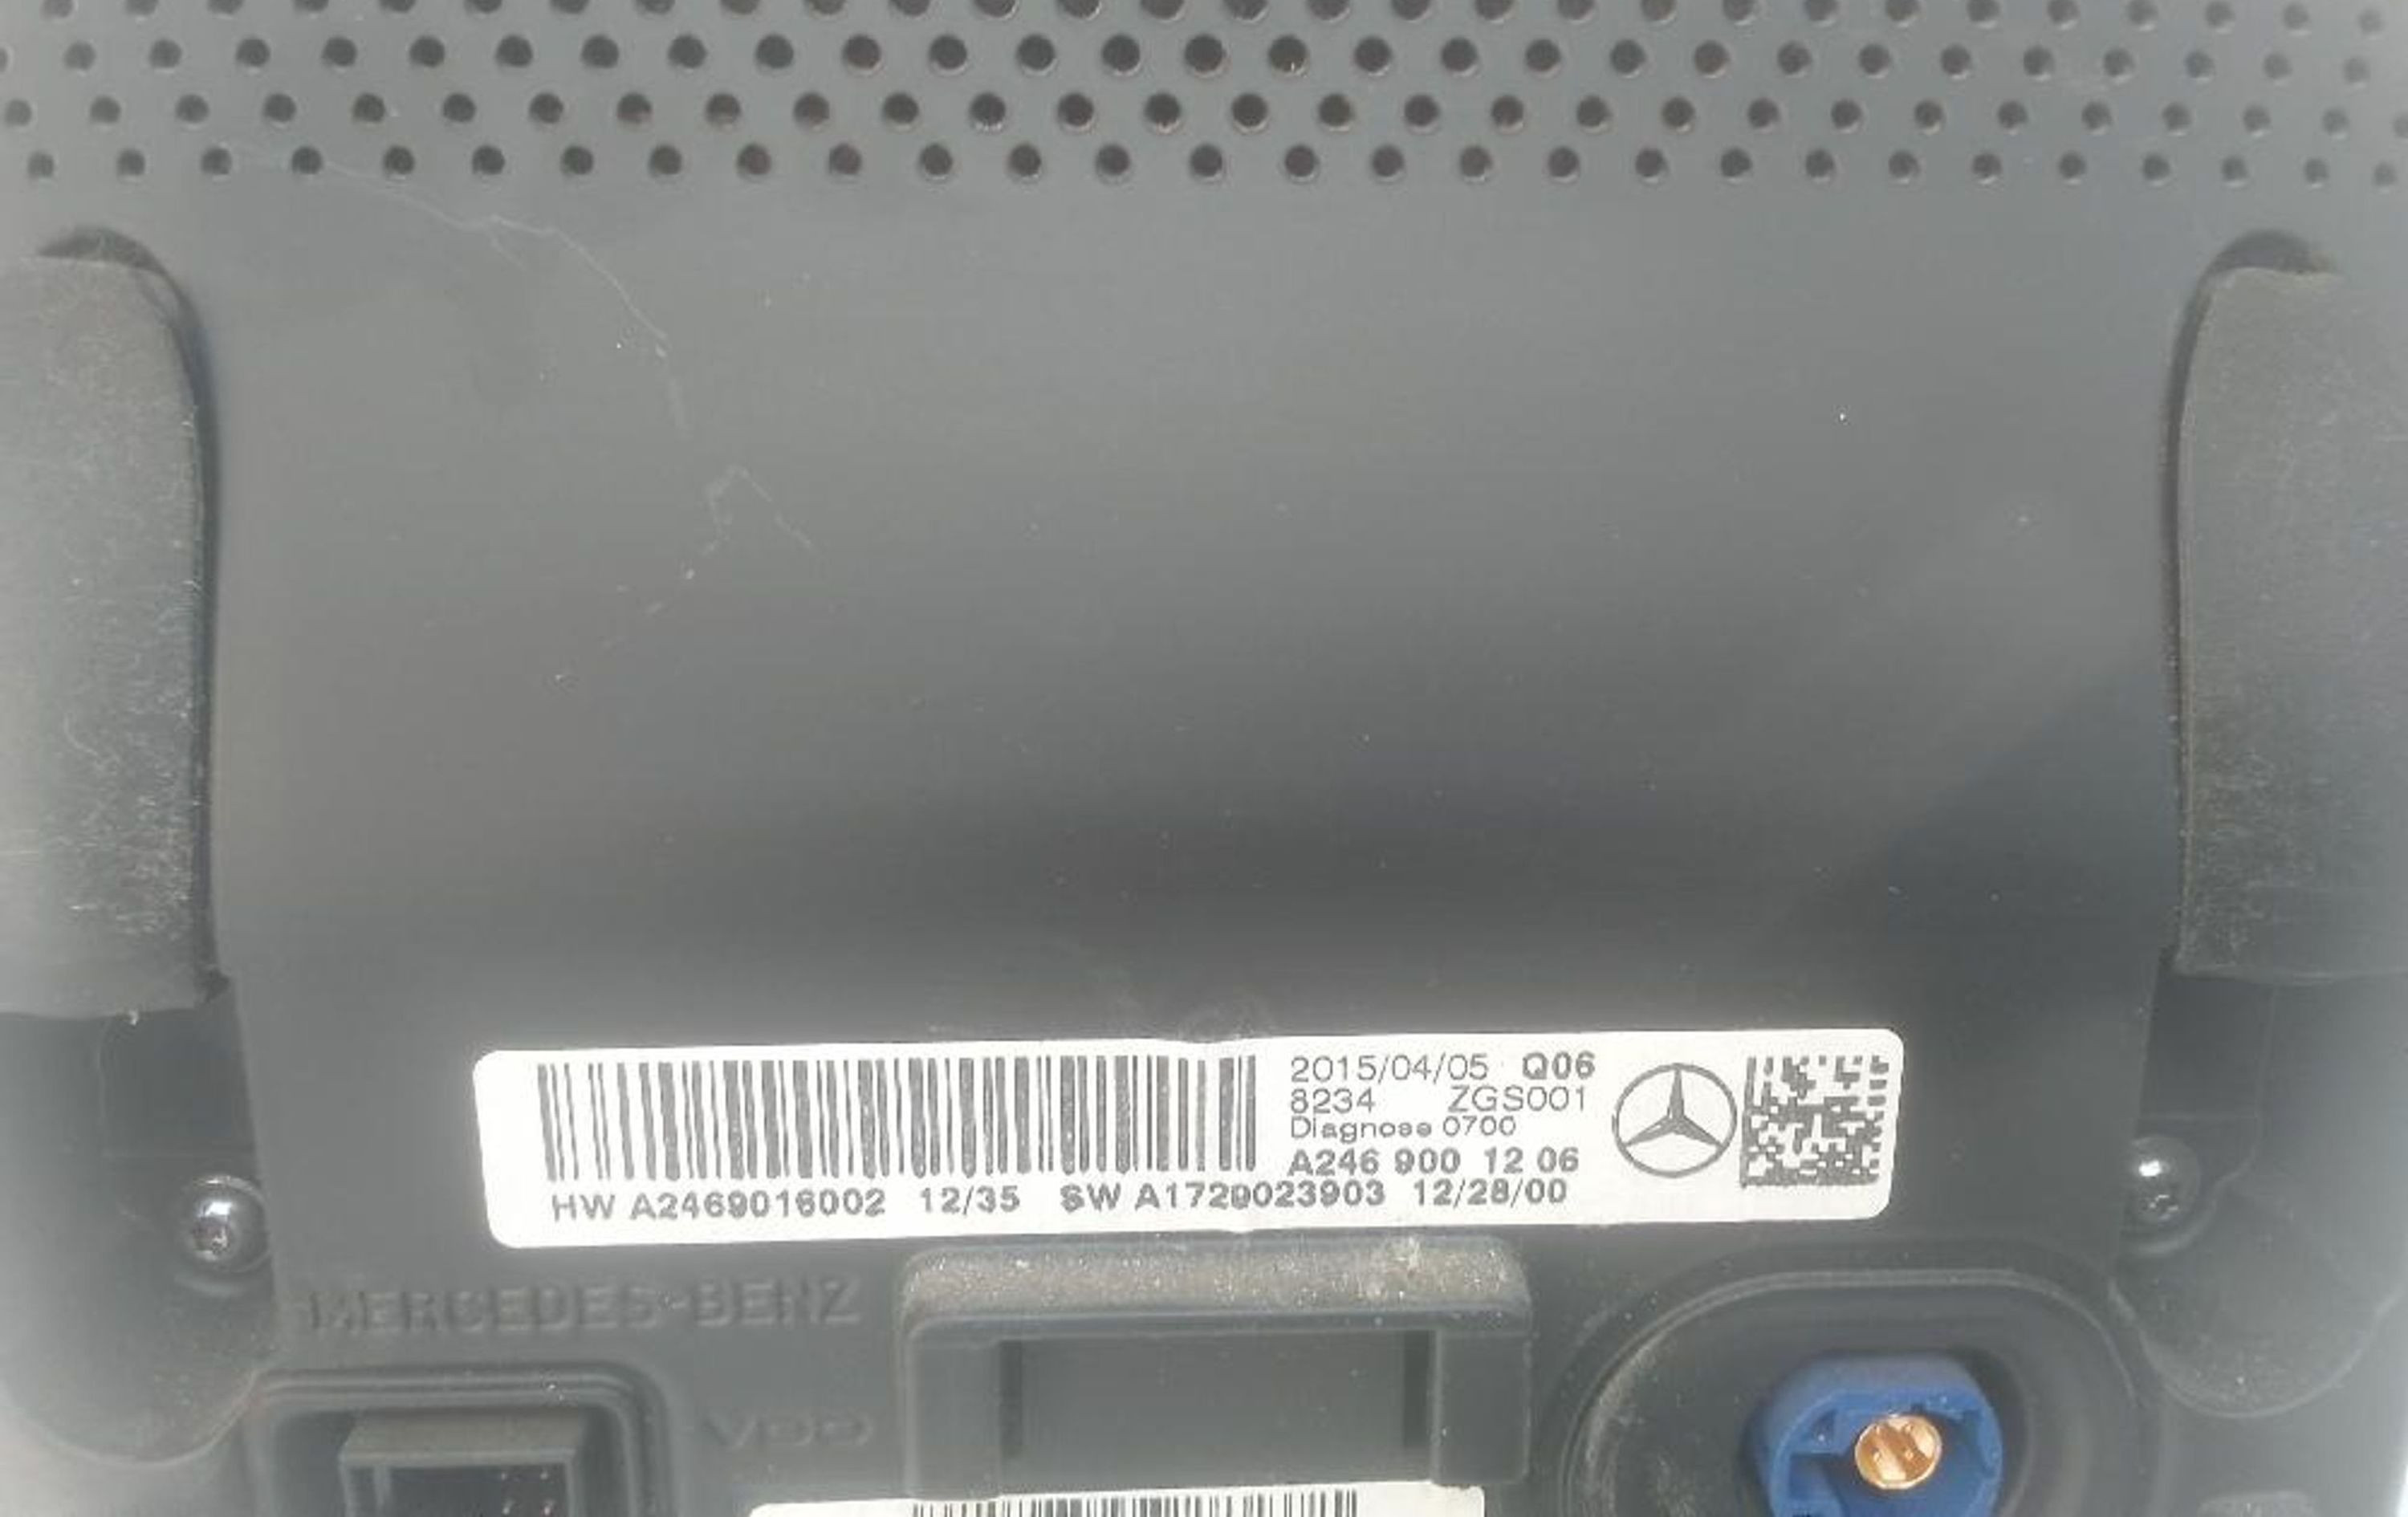 2015/04/05 Q06
8234 ZGS001
Diagnose 0700
A246 900 12 06
HW A2469016002 12/35 SW A1729023903 12/28/00
MERCEDES-BENZ
VDO